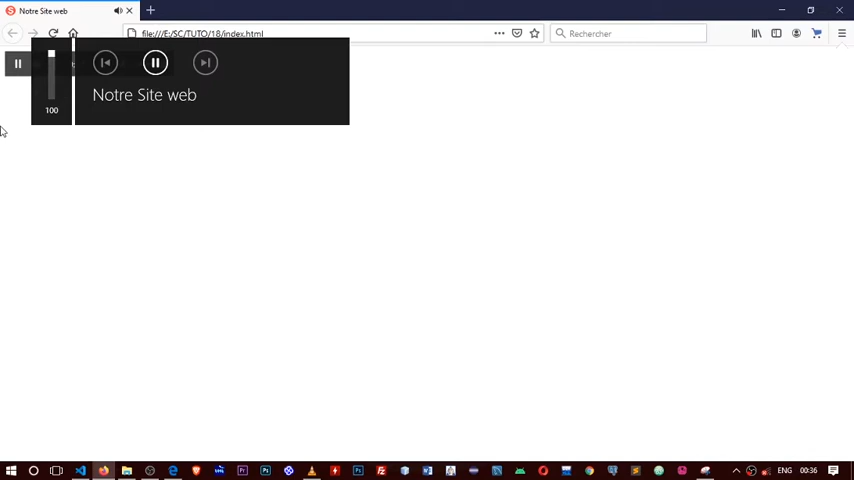 Notre Site web
file:///E:/SC/TUTO/18/index.html
Rechercher
Notre Site web
100
ENG
00:36